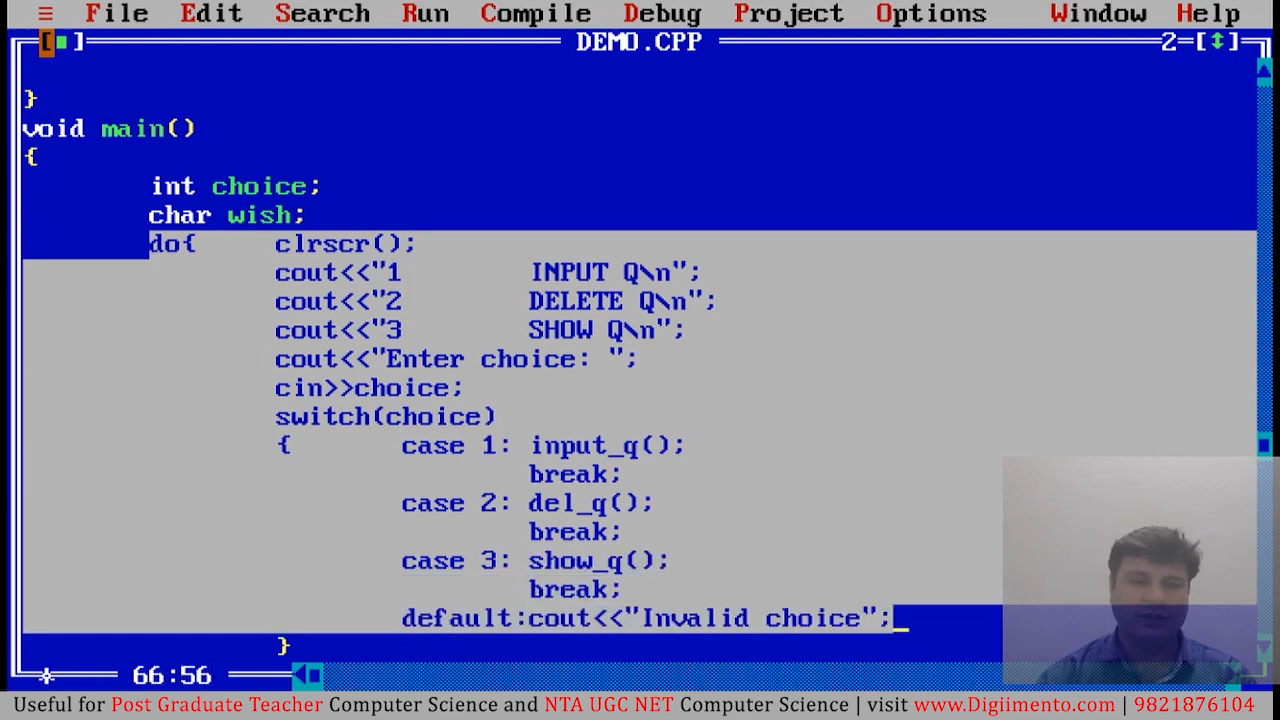 ≡ File Edit Search Run Compile Debug Project Options Window Help
[■] DEMO.CPP 2=[↕]
}
void main()
{
int choice;
char wish;
do{ clrscr();
cout<<"1 INPUT Q\n";
cout<<"2 DELETE Q\n";
cout<<"3 SHOW Q\n";
cout<<"Enter choice: ";
cin>>choice;
switch(choice)
{ case 1: input_q();
break;
case 2: del_q();
break;
case 3: show_q();
break;
default:cout<<"Invalid choice";
}
66:56
Useful for Post Graduate Teacher Computer Science and NTA UGC NET Computer Science | visit www.Digiimento.com | 9821876104